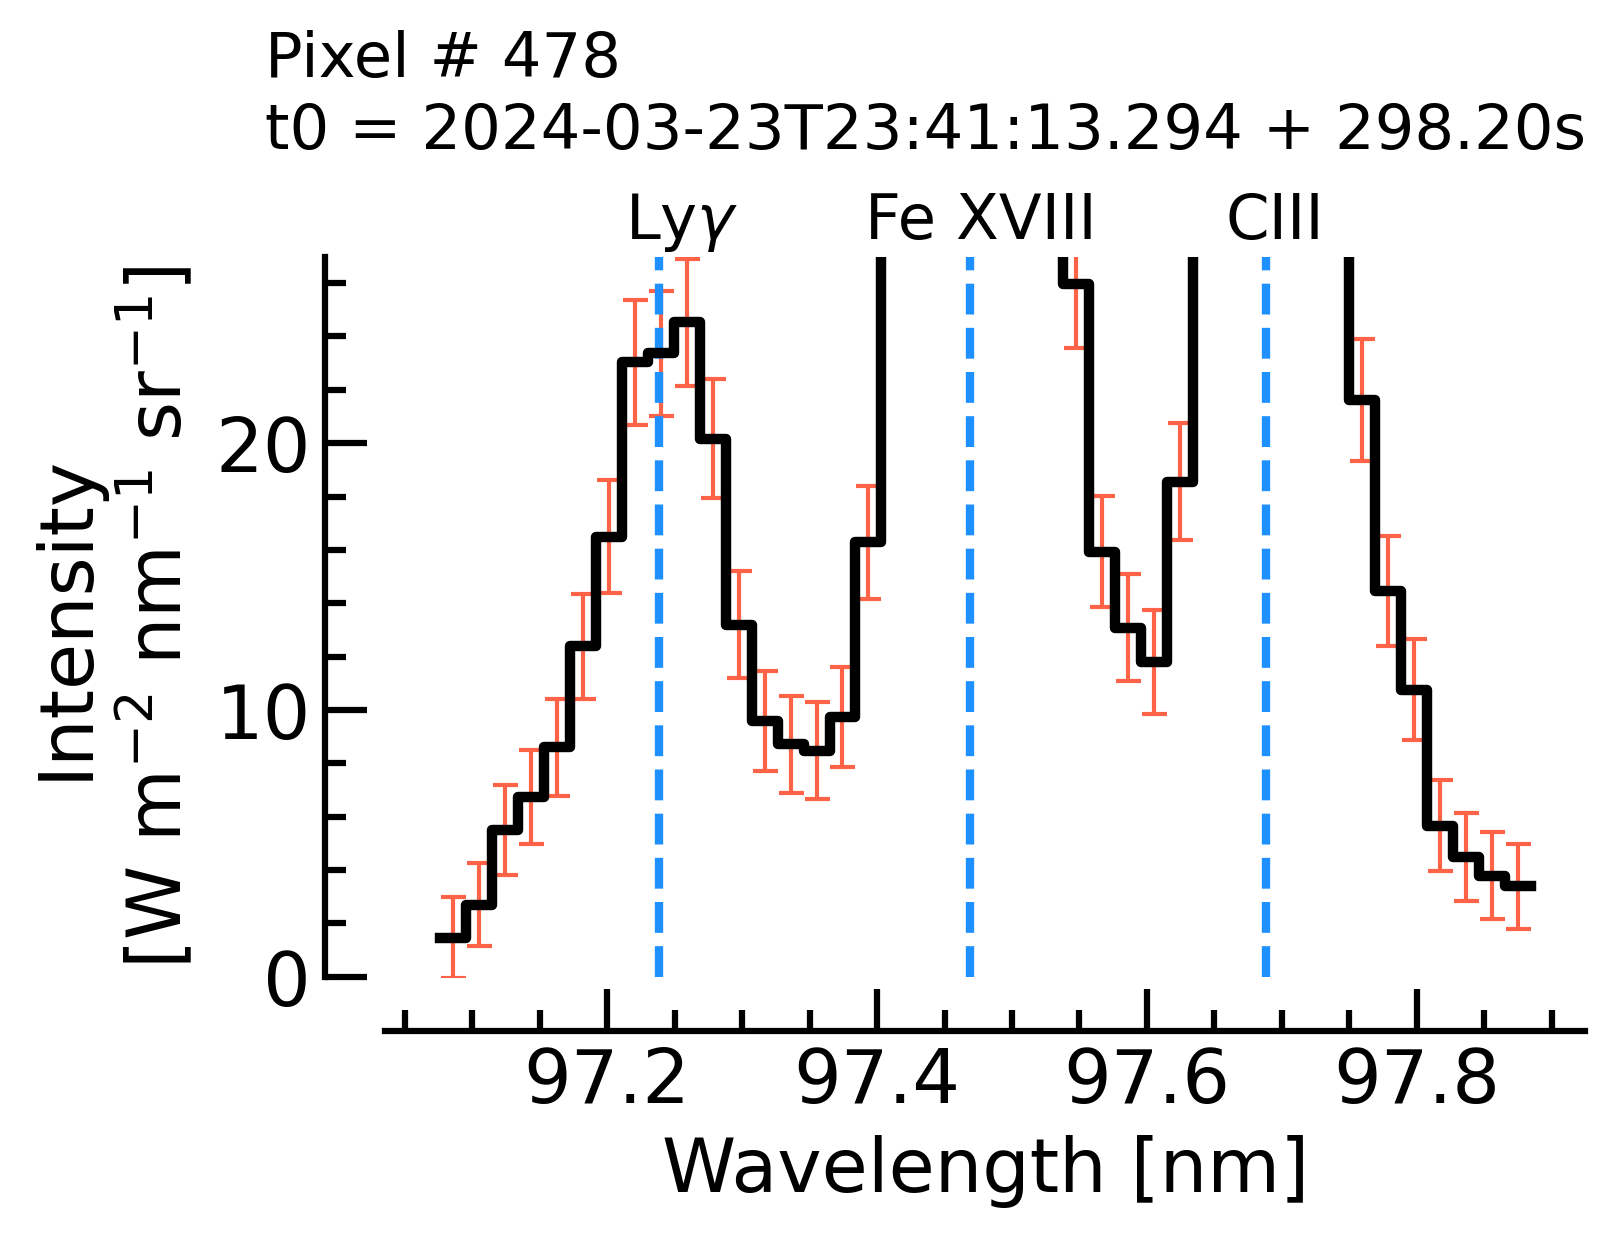 Pixel # 478
t0 = 2024-03-23T23:41:13.294 + 298.20s
Lyγ Fe XVIII CIII
Intensity
[W m⁻² nm⁻¹ sr⁻¹]
20
10
0
97.2 97.4 97.6 97.8
Wavelength [nm]